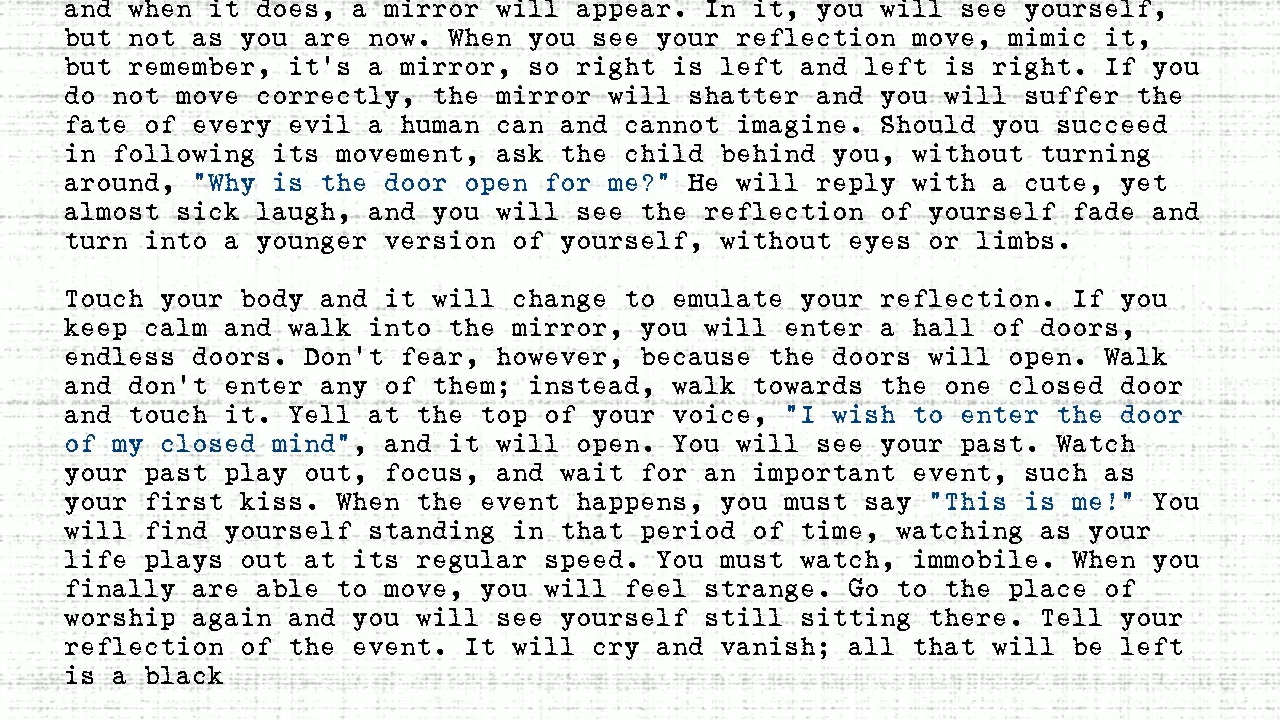 and when it does, a mirror will appear. In it, you will see yourself,
but not as you are now. When you see your reflection move, mimic it,
but remember, it's a mirror, so right is left and left is right. If you
do not move correctly, the mirror will shatter and you will suffer the
fate of every evil a human can and cannot imagine. Should you succeed
in following its movement, ask the child behind you, without turning
around, "Why is the door open for me?" He will reply with a cute, yet
almost sick laugh, and you will see the reflection of yourself fade and
turn into a younger version of yourself, without eyes or limbs.
Touch your body and it will change to emulate your reflection. If you
keep calm and walk into the mirror, you will enter a hall of doors,
endless doors. Don't fear, however, because the doors will open. Walk
and don't enter any of them; instead, walk towards the one closed door
and touch it. Yell at the top of your voice, "I wish to enter the door
of my closed mind", and it will open. You will see your past. Watch
your past play out, focus, and wait for an important event, such as
your first kiss. When the event happens, you must say "This is me!" You
will find yourself standing in that period of time, watching as your
life plays out at its regular speed. You must watch, immobile. When you
finally are able to move, you will feel strange. Go to the place of
worship again and you will see yourself still sitting there. Tell your
reflection of the event. It will cry and vanish; all that will be left
is a black